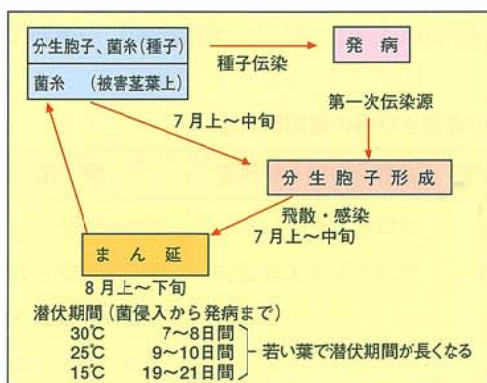 分生胞子、菌糸(種子)
発病
種子伝染
菌糸 (被害茎葉上)
7月上~中旬
第一次伝染源
分生胞子形成
飛散・感染
7月上~中旬
まん延
8月上~下旬
潜伏期間(菌侵入から発病まで)
30℃ 7~8日間
25℃ 9~10日間
若い葉で潜伏期間が長くなる
15℃ 19~21日間